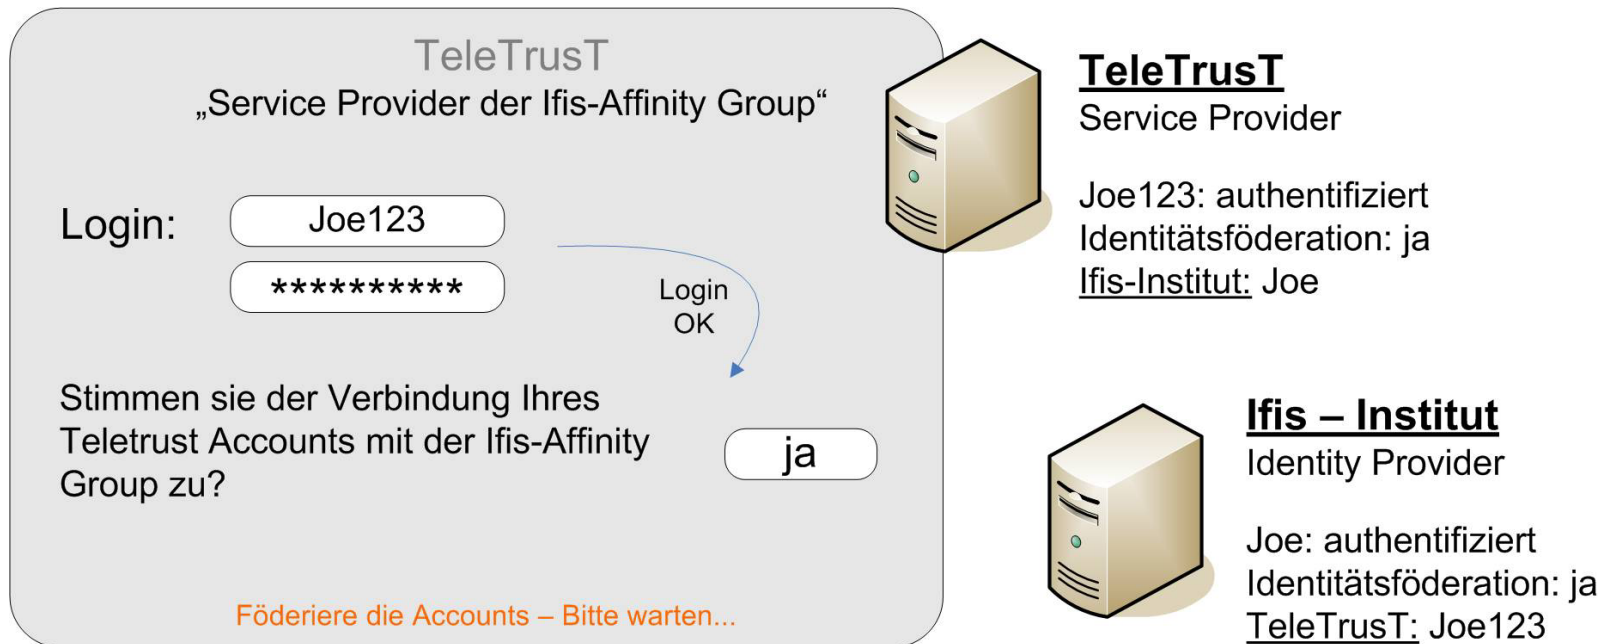 TeleTrusT
„Service Provider der Ifis-Affinity Group“
Login:
Joe123
**********
Login
OK
Stimmen sie der Verbindung Ihres
Teletrust Accounts mit der Ifis-Affinity
Group zu?
ja
Föderiere die Accounts – Bitte warten...
TeleTrusT
Service Provider
Joe123: authentifiziert
Identitätsföderation: ja
Ifis-Institut: Joe
Ifis – Institut
Identity Provider
Joe: authentifiziert
Identitätsföderation: ja
TeleTrusT: Joe123